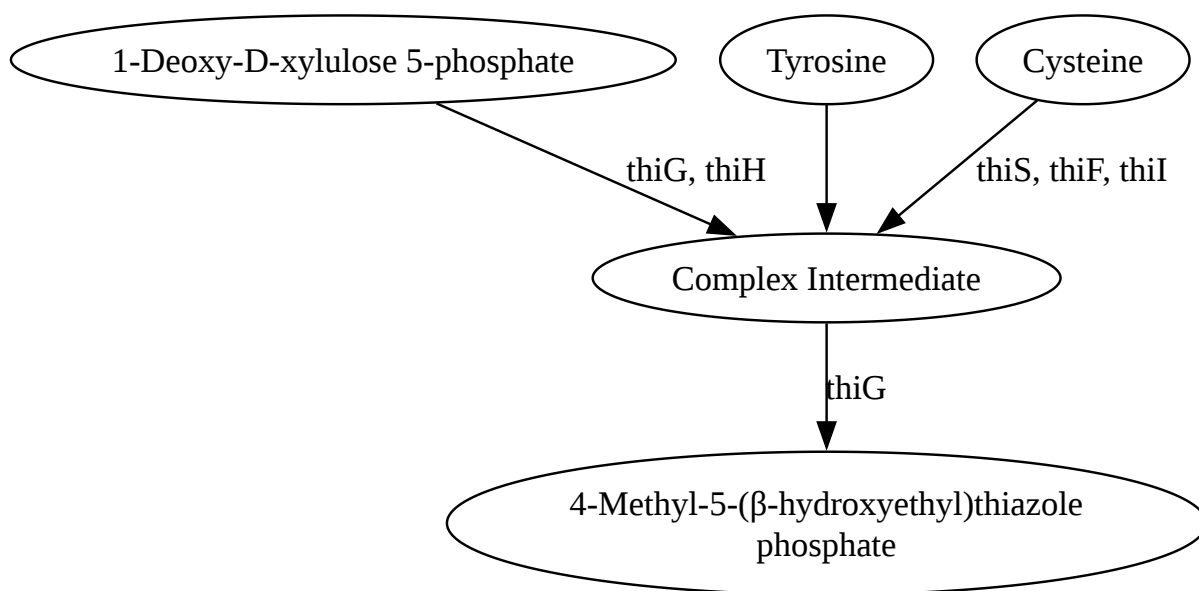 1-Deoxy-D-xylulose 5-phosphate
Tyrosine
Cysteine
thiG, thiH
thiS, thiF, thiI
Complex Intermediate
thiG
4-Methyl-5-(β-hydroxyethyl)thiazole
phosphate